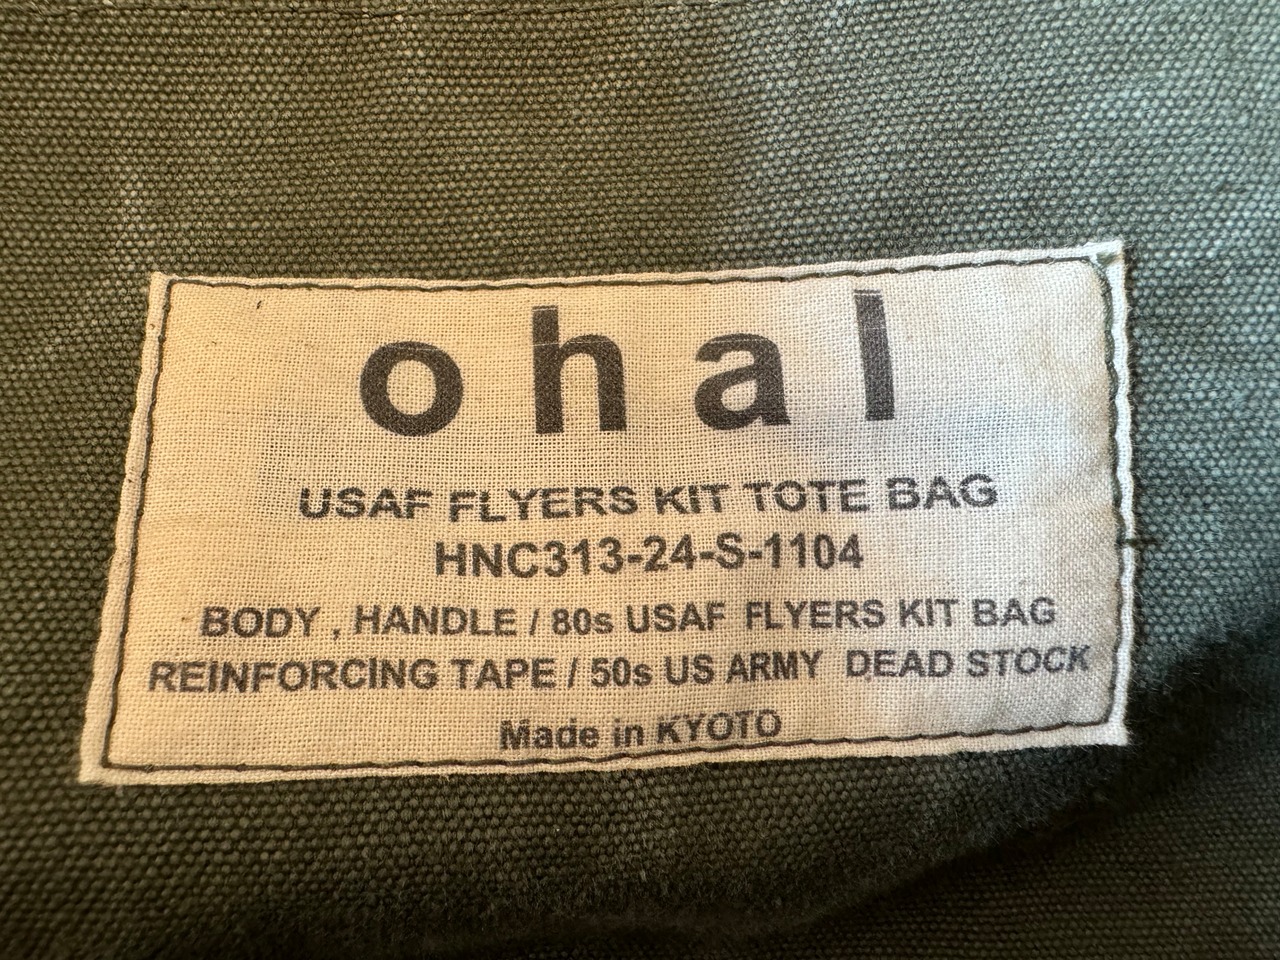 ohal
USAF FLYERS KIT TOTE BAG
HNC313-24-S-1104
BODY , HANDLE / 80s USAF FLYERS KIT BAG
REINFORCING TAPE / 50s US ARMY DEAD STOCK
Made in KYOTO